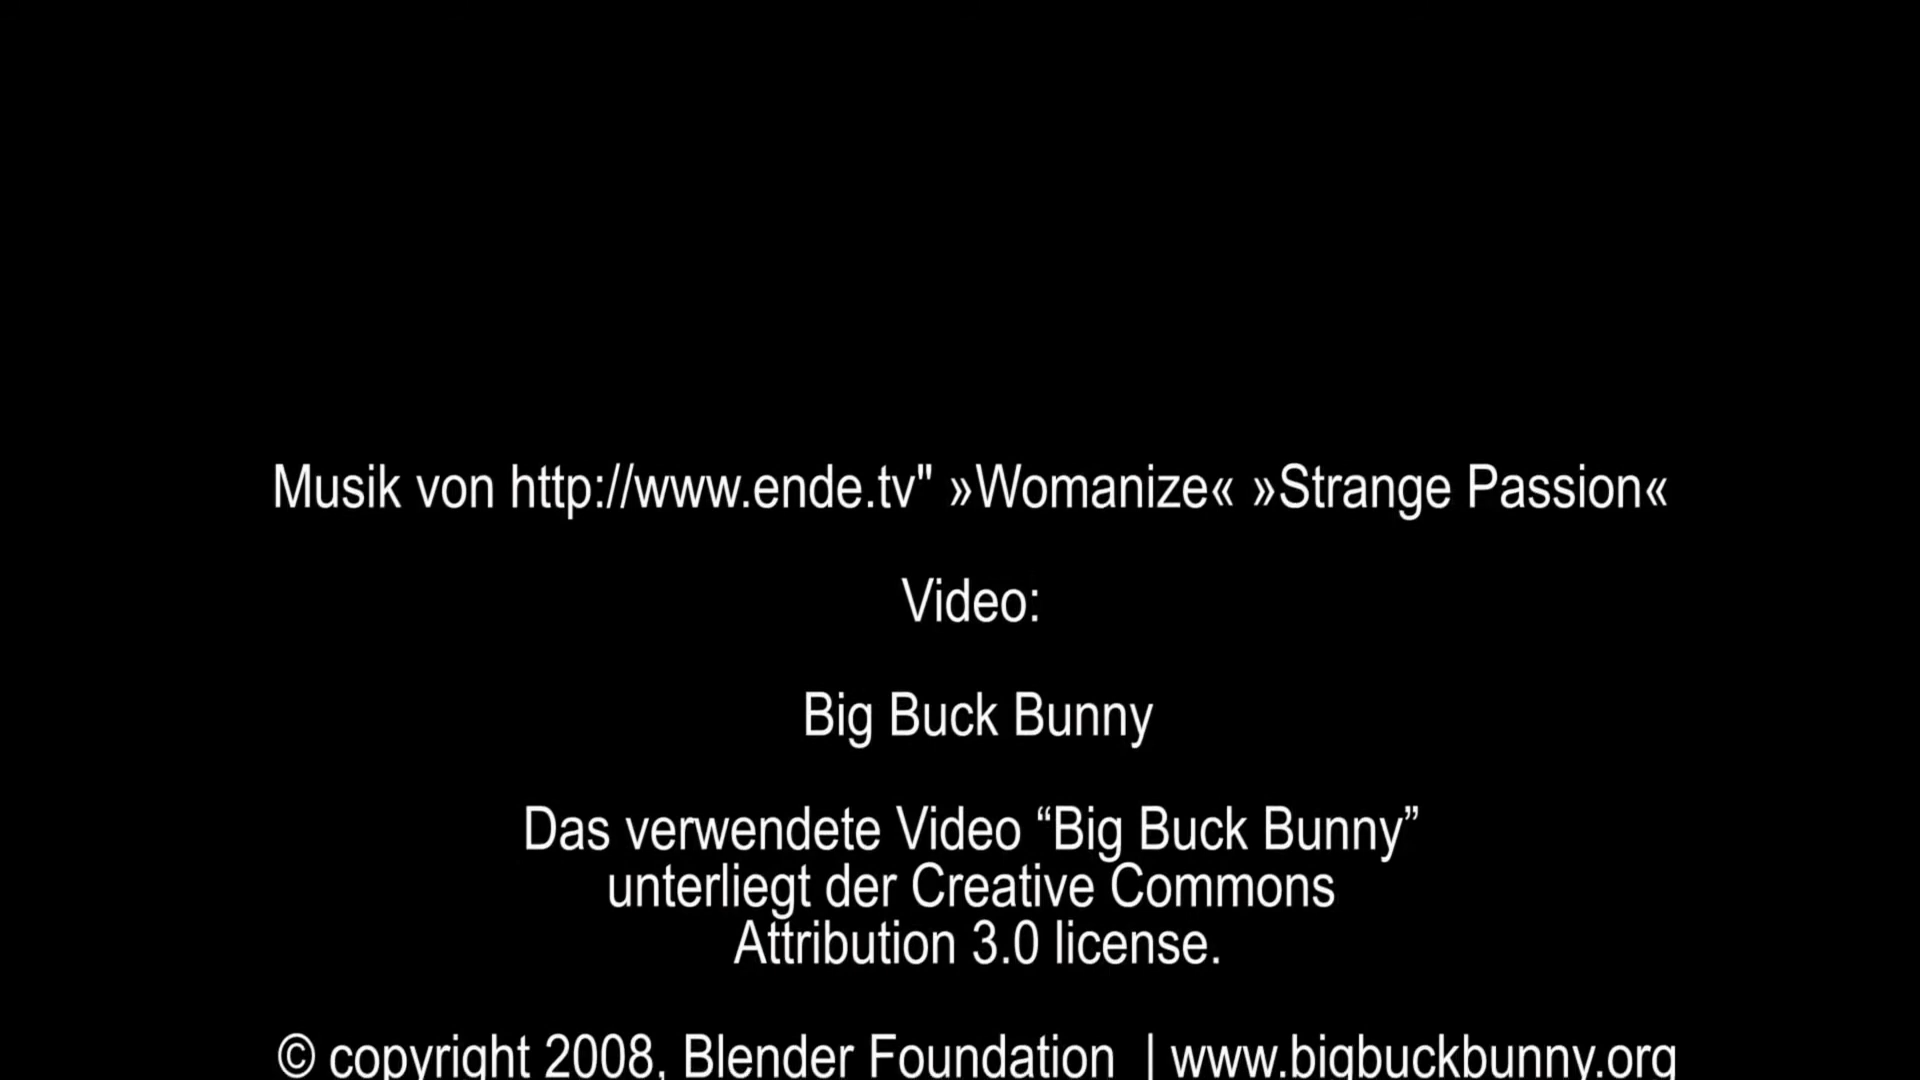 Musik von http://www.ende.tv" »Womanize« »Strange Passion«
Video:
Big Buck Bunny
Das verwendete Video “Big Buck Bunny”
unterliegt der Creative Commons
Attribution 3.0 license.
© copyright 2008, Blender Foundation | www.bigbuckbunny.org